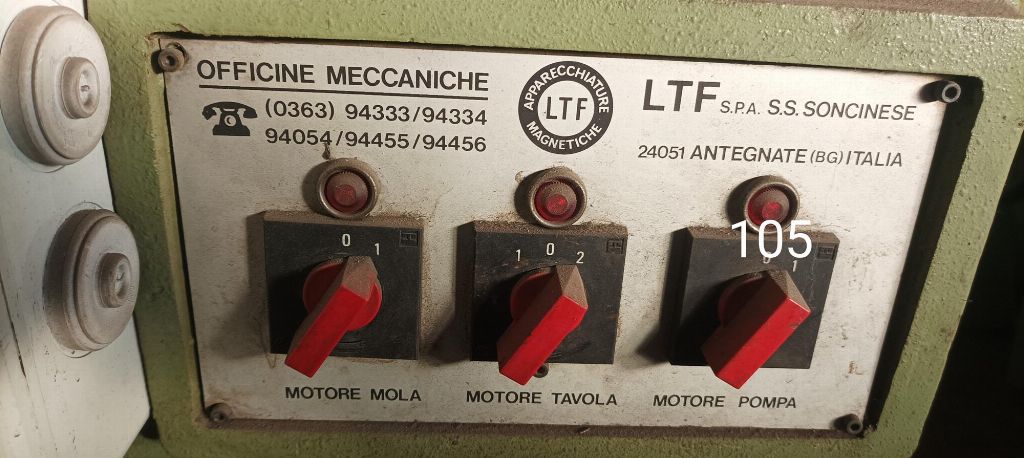 OFFICINE MECCANICHE
(0363) 94333/94334
94054/94455/94456
APPARECCHIATURE
LTF
MAGNETICHE
LTF S.P.A. S.S. SONCINESE
24051 ANTEGNATE (BG) ITALIA
0 1
1 0 2
105
0 1
MOTORE MOLA
MOTORE TAVOLA
MOTORE POMPA